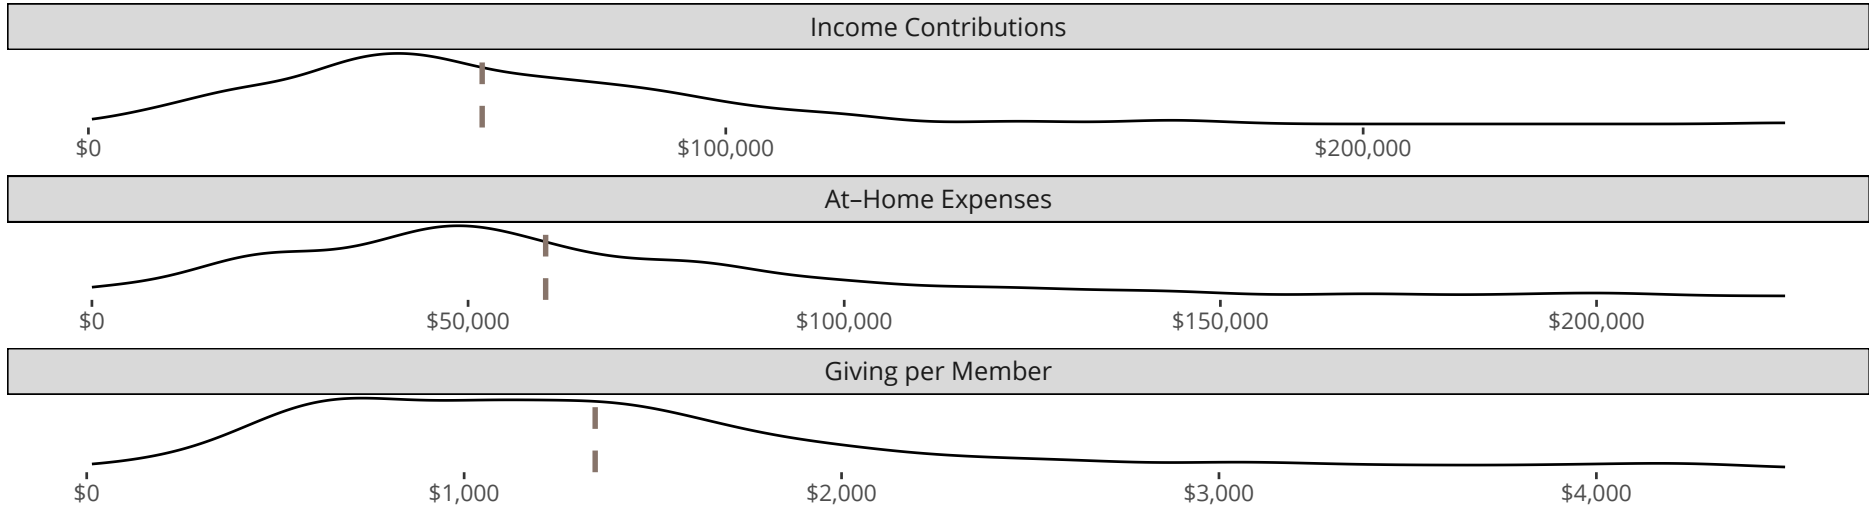 Income Contributions
$0 $100,000 $200,000
At–Home Expenses
$0 $50,000 $100,000 $150,000 $200,000
Giving per Member
$0 $1,000 $2,000 $3,000 $4,000